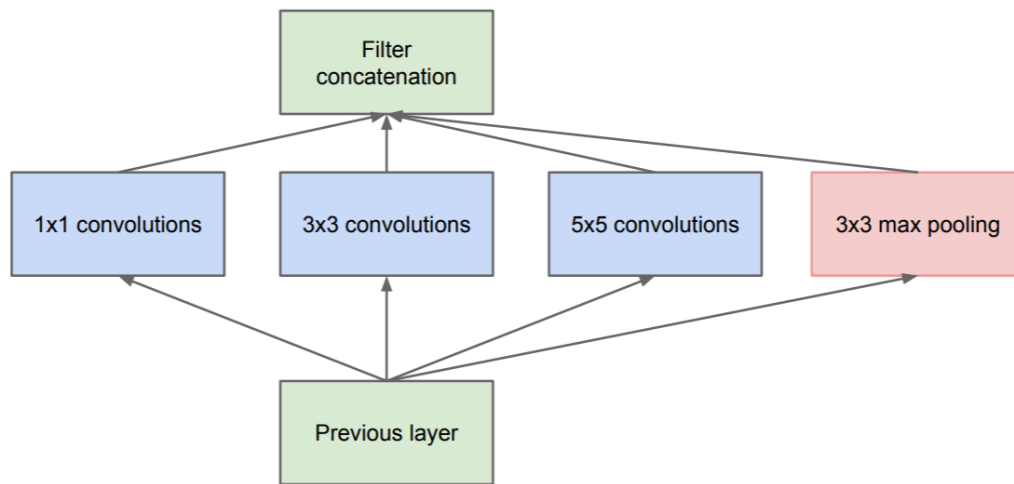 Filter
concatenation
1x1 convolutions
3x3 convolutions
5x5 convolutions
3x3 max pooling
Previous layer